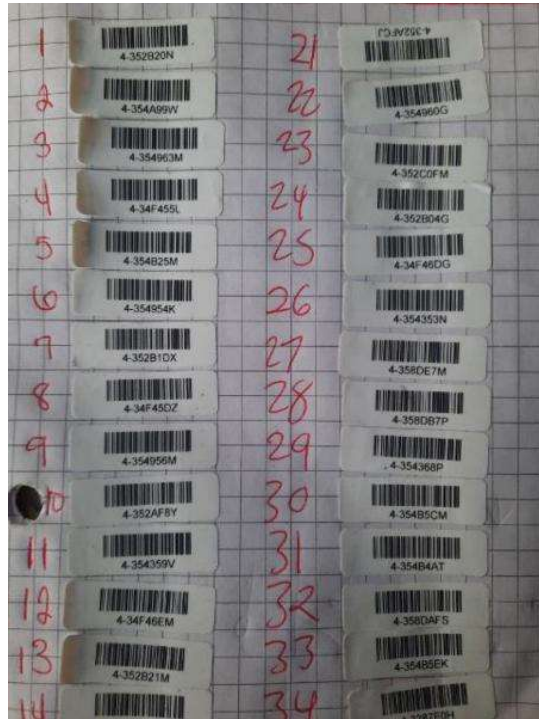 1 4-352B20N
2 4-354A99W
3 4-354963M
4 4-34F455L
5 4-354B25M
6 4-354954K
7 4-352B1DX
8 4-34F45DZ
9 4-354956M
10 4-352AF8Y
11 4-354359V
12 4-34F46EM
13 4-352B21M
14
21 4-352AFCJ
22 4-354960G
23 4-352C0FM
24 4-352B04G
25 4-34F46DG
26 4-354353N
27 4-358DE7M
28 4-358DB7P
29 4-354368P
30 4-354B5CM
31 4-354B4AT
32 4-358DAFS
33 4-354B5EK
34